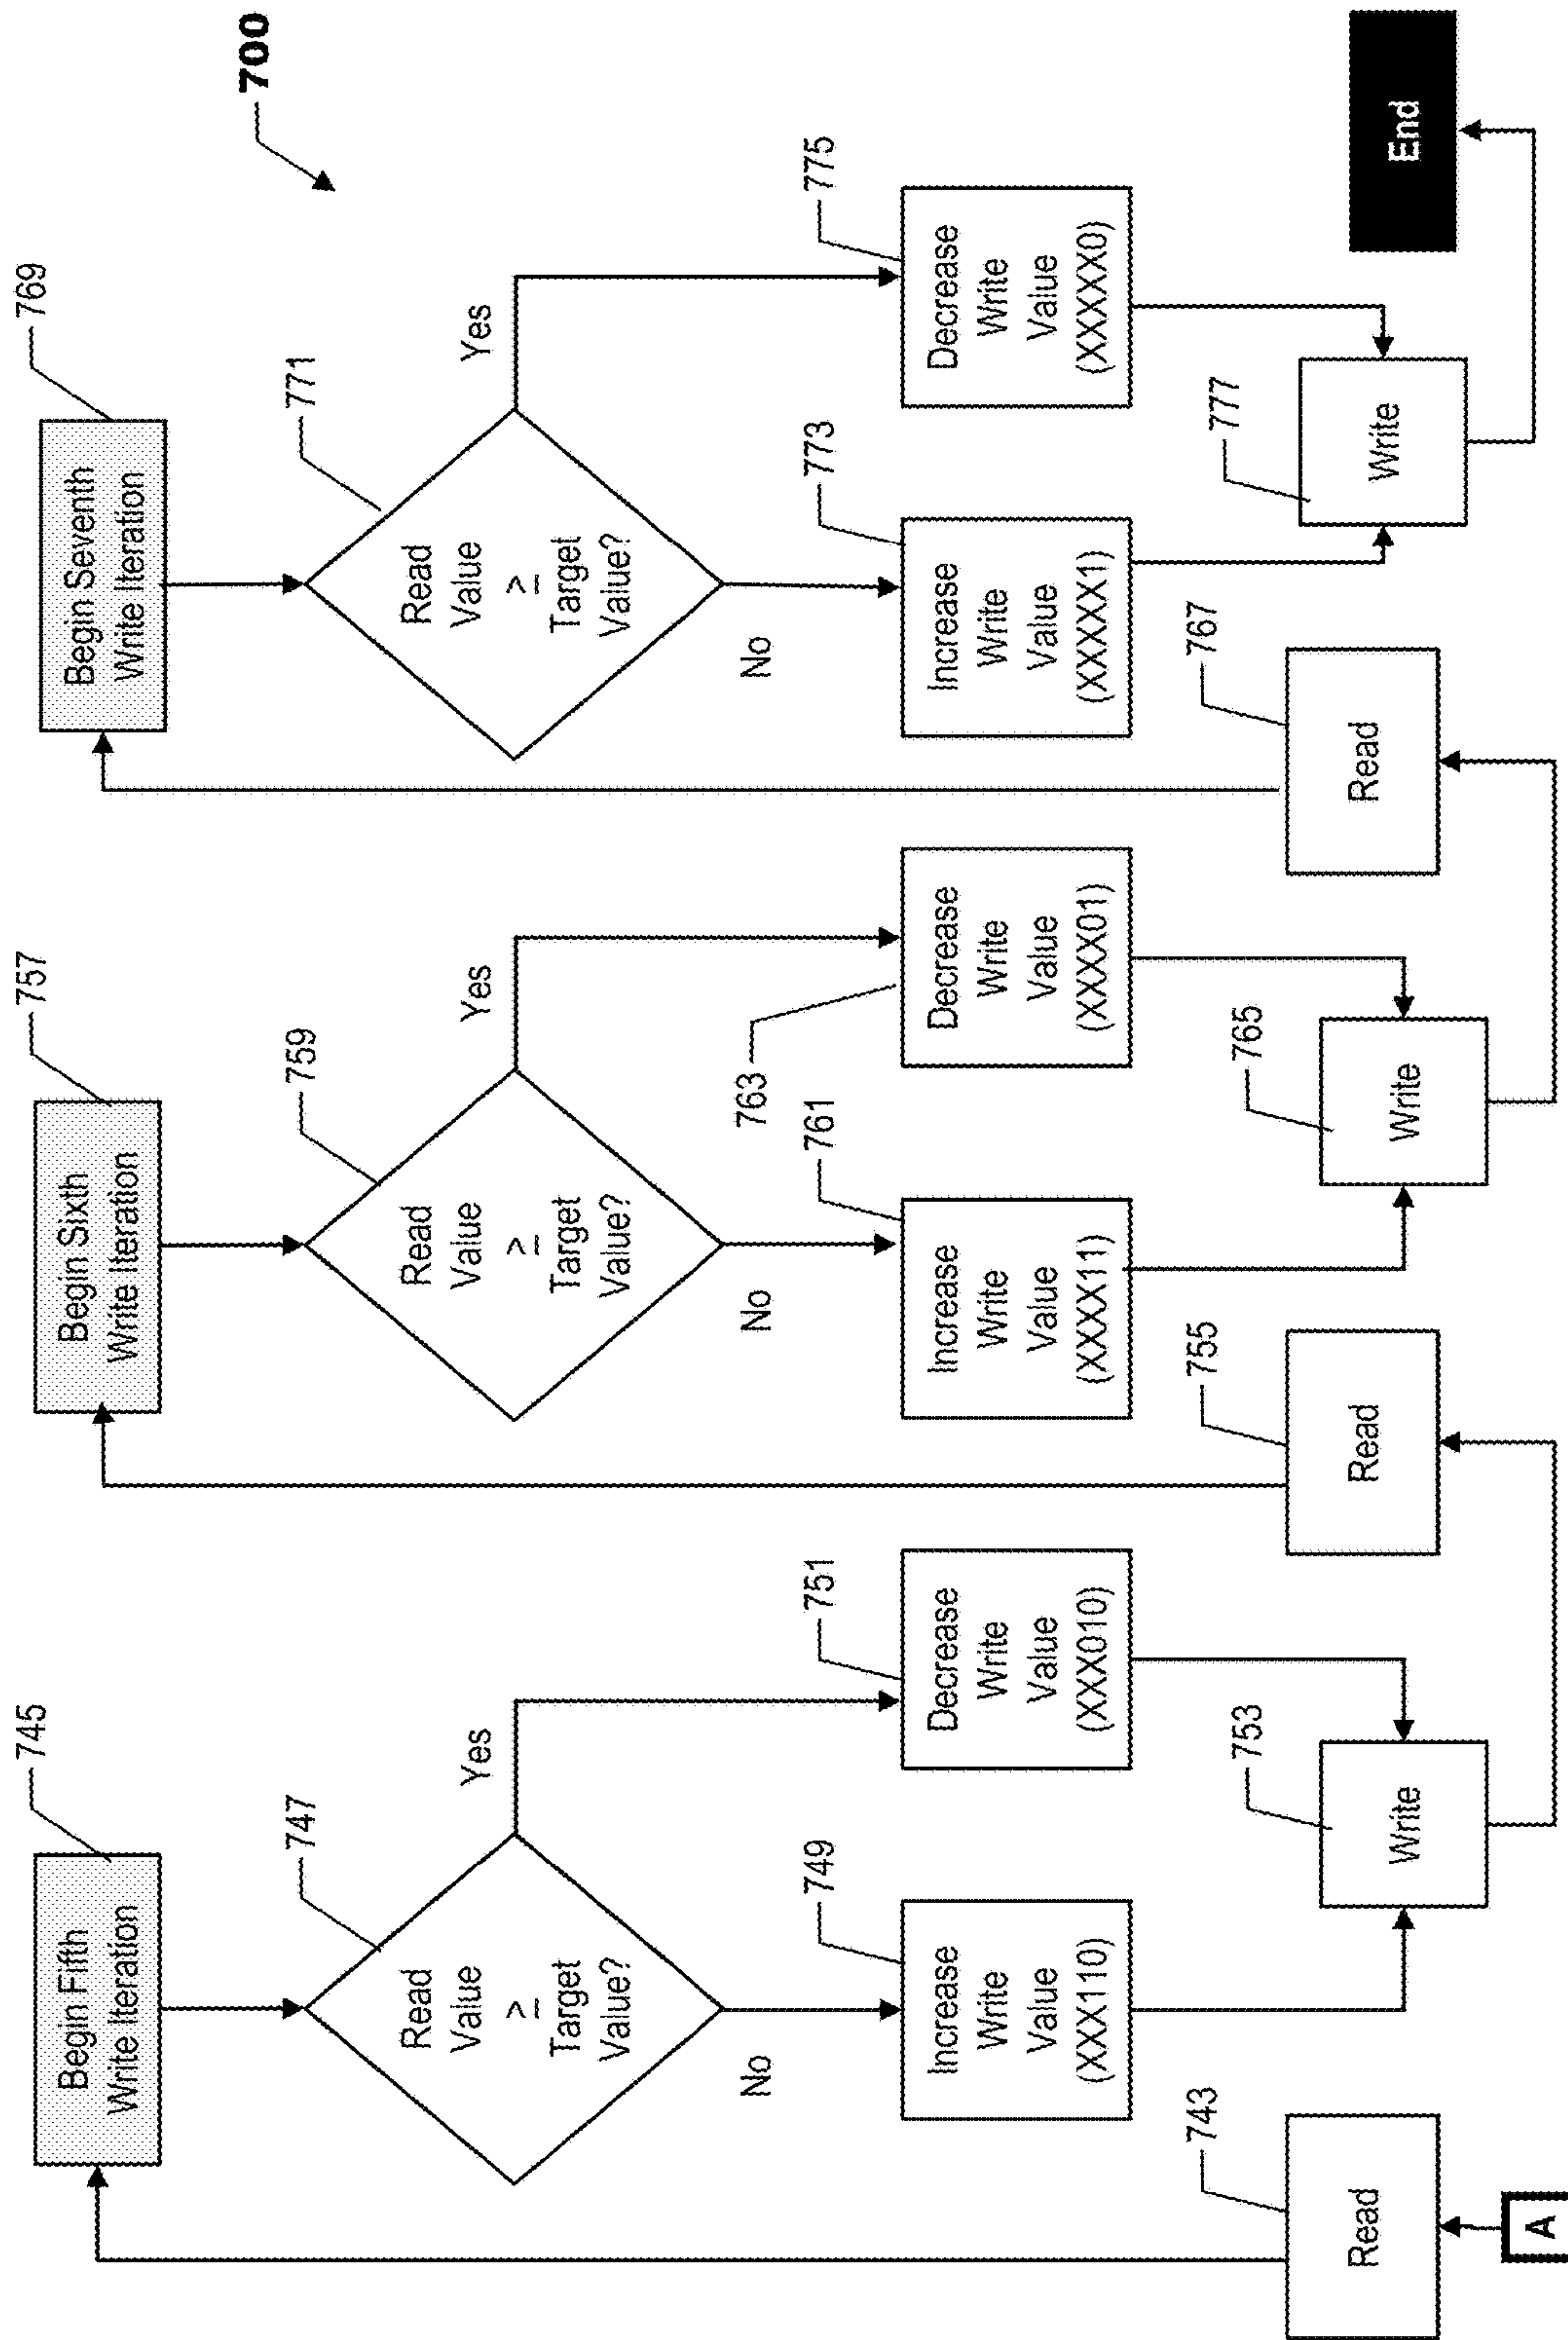 700
745
Begin Fifth
Write Iteration
747
Read
Value
≥
Target
Value?
Yes
No
749
Increase
Write
Value
(XXX110)
751
Decrease
Write
Value
(XXX010)
743
Read
753
Write
A
757
Begin Sixth
Write Iteration
759
Read
Value
≥
Target
Value?
Yes
No
761
Increase
Write
Value
(XXXX11)
763
Decrease
Write
Value
(XXXX01)
755
Read
765
Write
769
Begin Seventh
Write Iteration
771
Read
Value
≥
Target
Value?
Yes
No
773
Increase
Write
Value
(XXXXX1)
775
Decrease
Write
Value
(XXXXX0)
767
Read
777
Write
End